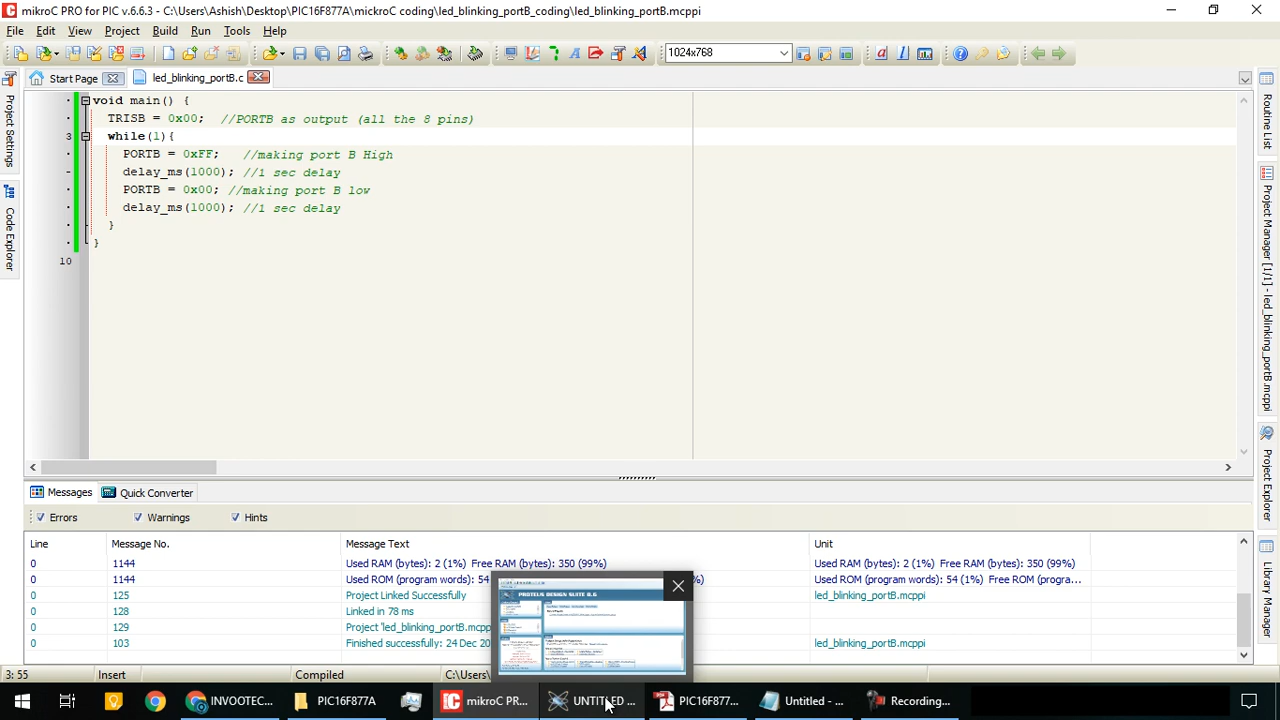 mikroC PRO for PIC v.6.6.3 - C:\Users\Ashish\Desktop\PIC16F877A\mickroC coding\led_blinking_portB_coding\led_blinking_portB.mcppi
File Edit View Project Build Run Tools Help
1024x768
Start Page led_blinking_portB.c
void main() {
TRISB = 0x00; //PORTB as output (all the 8 pins)
3 while(1){
PORTB = 0xFF; //making port B High
delay_ms(1000); //1 sec delay
PORTB = 0x00; //making port B low
delay_ms(1000); //1 sec delay
}
}
10
Project Settings
Code Explorer
Routine List
Project Manager [1/1] - led_blinking_portB.mcppi
Project Explorer
Library Manager
Messages Quick Converter
Errors Warnings Hints
Line Message No. Message Text Unit
0 1144 Used RAM (bytes): 2 (1%) Free RAM (bytes): 350 (99%) Used RAM (bytes): 2 (1%) Free RAM (bytes): 350 (99%)
0 1144 Used ROM (program words): 54 %) Used ROM (program words): 54 (1%) Free ROM (progra...
0 125 Project Linked Successfully led_blinking_portB.mcppi
0 128 Linked in 78 ms
0 129 Project 'led_blinking_portB.mcpp
0 103 Finished successfully: 24 Dec 20 led_blinking_portB.mcppi
PROTEUS DESIGN SUITE 8.6
3: 55 Insert Compiled C:\Users\
INVOOTEC... PIC16F877A mikroC PR... UNTITLED ... PIC16F877... Untitled - ... Recording...